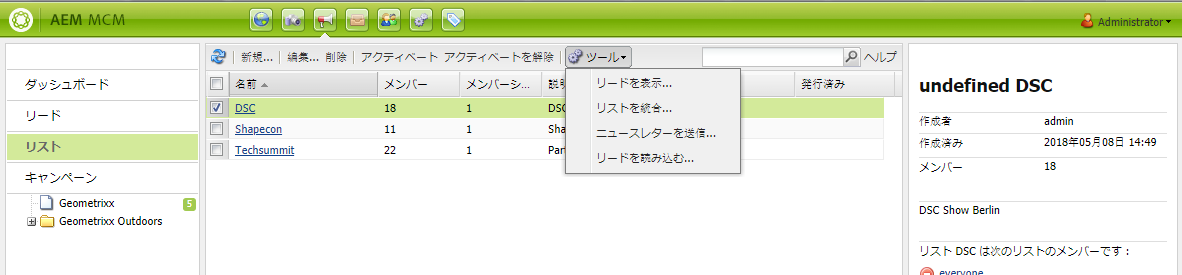 AEM MCM
Administrator
ダッシュボード
リード
リスト
キャンペーン
Geometrixx 5
Geometrixx Outdoors
新規... 編集... 削除 アクティベート アクティベートを解除 ツール ヘルプ
名前 メンバー メンバーシ... 説明 発行済み
DSC 18 1 DSC
Shapecon 11 1 Sha
Techsummit 22 1 Part
リードを表示...
リストを統合...
ニュースレターを送信...
リードを読み込む...
undefined DSC
作成者 admin
作成済み 2018年05月08日 14:49
メンバー 18
DSC Show Berlin
リスト DSC は次のリストのメンバーです：
everyone